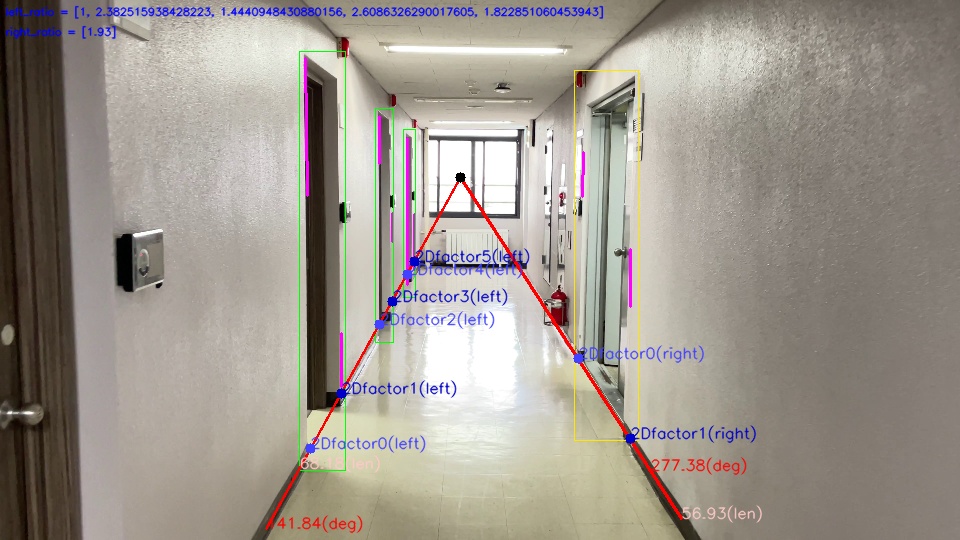 left_ratio = [1, 2.382515938428223, 1.4440948430880156, 2.6086326290017605, 1.822851060453943]
right_ratio = [1.93]
2Dfactor5(left)
2Dfactor4(left)
2Dfactor3(left)
2Dfactor2(left)
2Dfactor0(right)
2Dfactor1(left)
2Dfactor1(right)
2Dfactor0(left)
277.38(deg)
56.93(len)
41.84(deg)